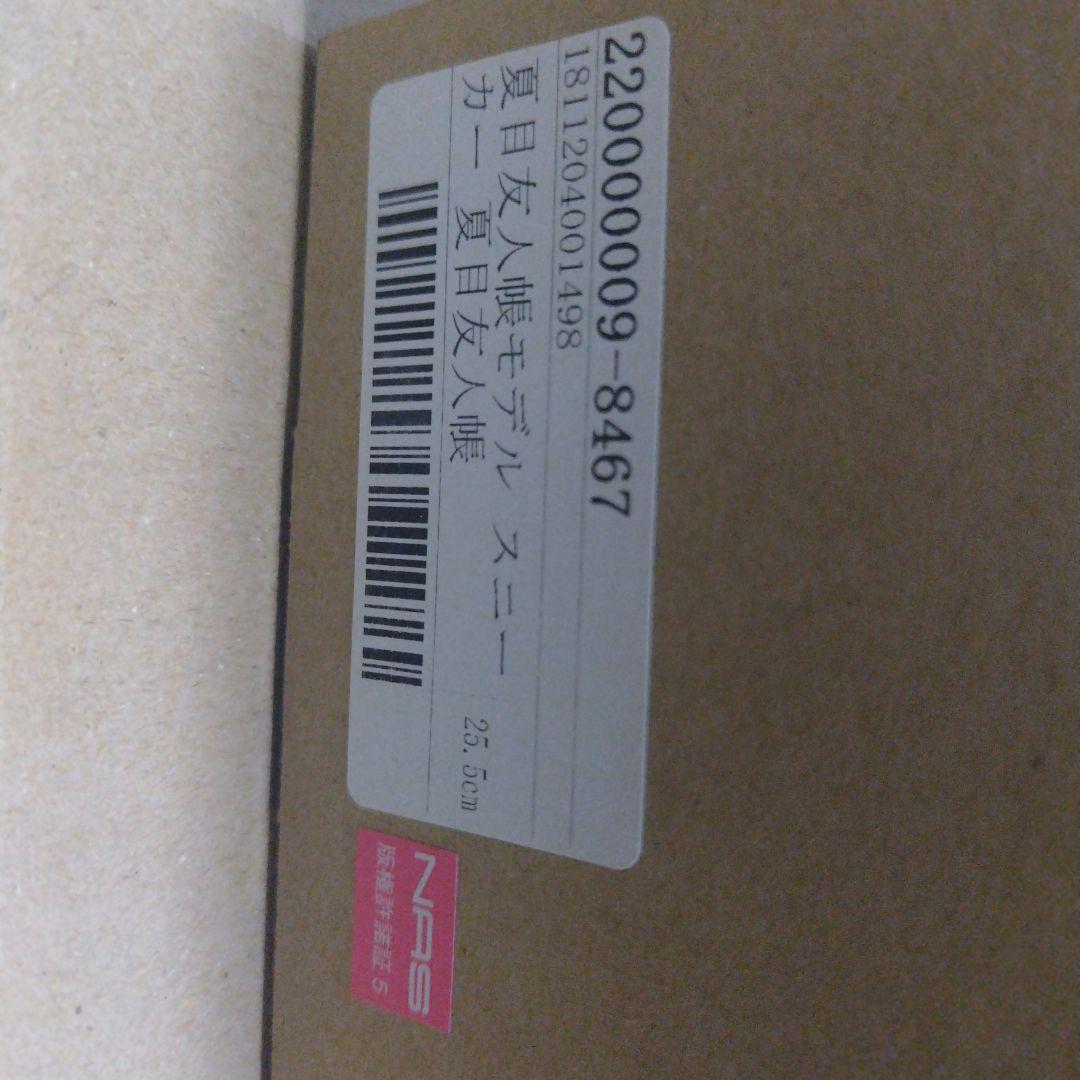 2200000009-8467
1811204001498
夏目友人帳モデル スニー
カー 夏目友人帳
25.5cm
NAS
版権許諾証 5